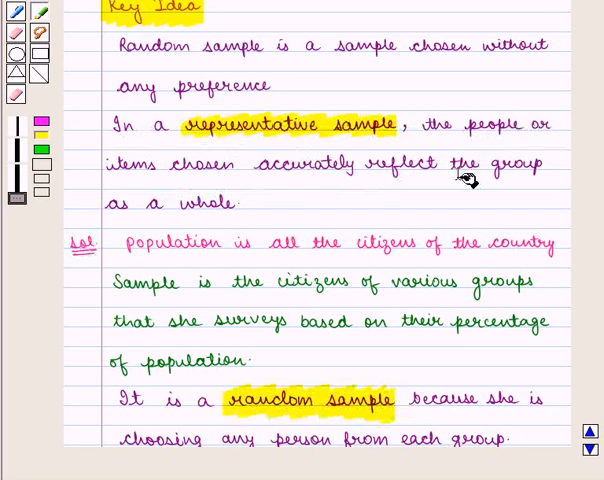 Key Idea
Random sample is a sample chosen without
any preference
In a representative sample, the people or
items chosen accurately reflect the group
as a whole.
Sol. Population is all the citizens of the country
Sample is the citizens of various groups
that she surveys based on their percentage
of population.
It is a random sample because she is
choosing any person from each group.